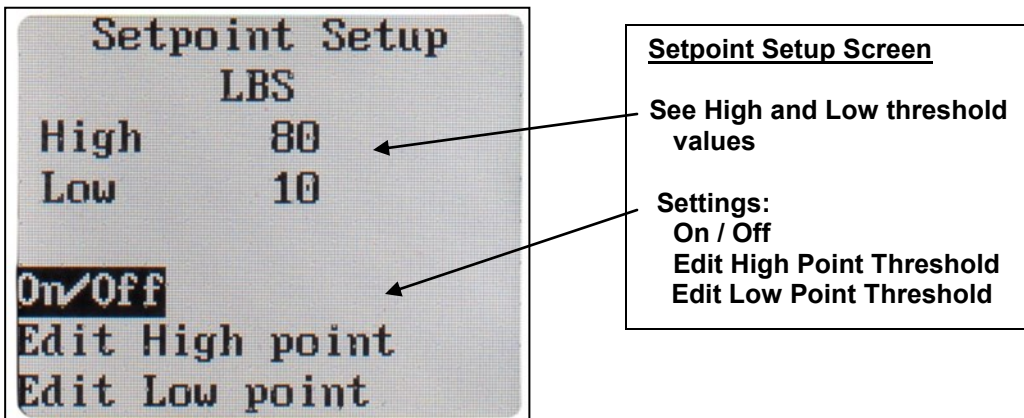 Setpoint Setup
LBS
High 80
Low 10
On/Off
Edit High point
Edit Low point
Setpoint Setup Screen
See High and Low threshold
values
Settings:
On / Off
Edit High Point Threshold
Edit Low Point Threshold